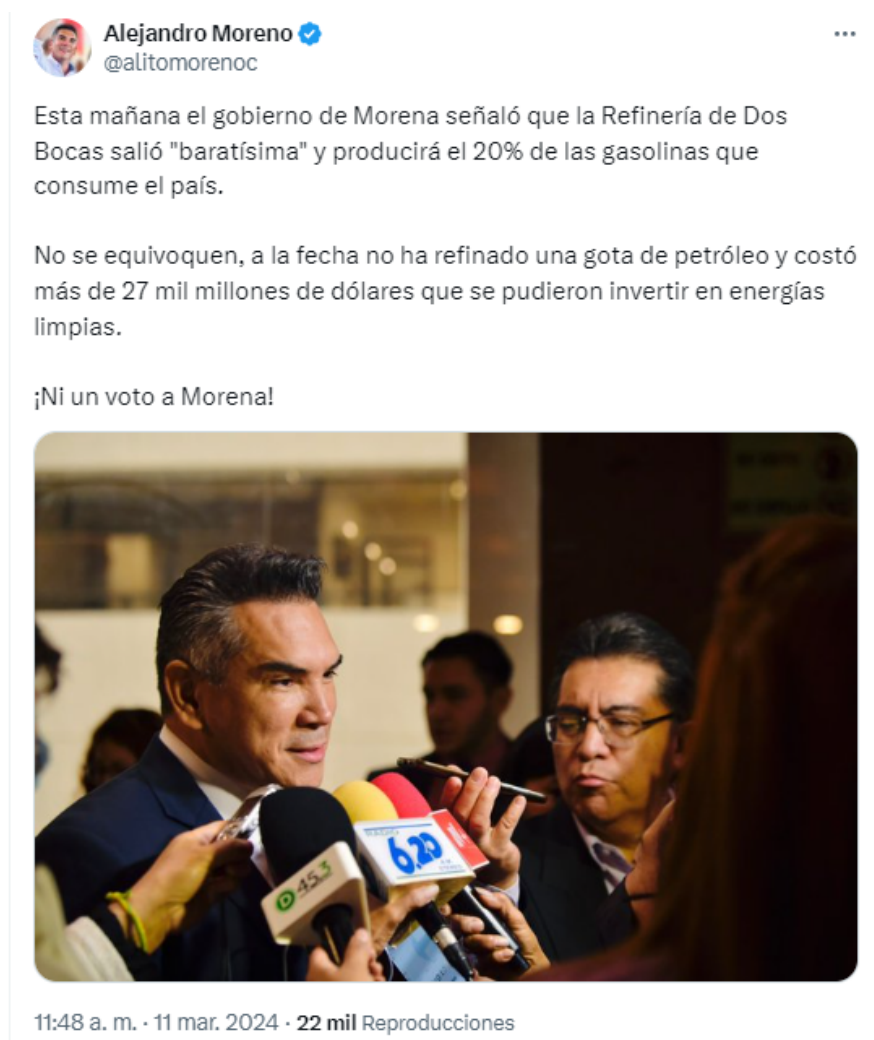 Alejandro Moreno
@alitomorenoc
Esta mañana el gobierno de Morena señaló que la Refinería de Dos
Bocas salió "baratísima" y producirá el 20% de las gasolinas que
consume el país.
No se equivoquen, a la fecha no ha refinado una gota de petróleo y costó
más de 27 mil millones de dólares que se pudieron invertir en energías
limpias.
¡Ni un voto a Morena!
RADIO
6.20
D 45.3
11:48 a. m. · 11 mar. 2024 · 22 mil Reproducciones